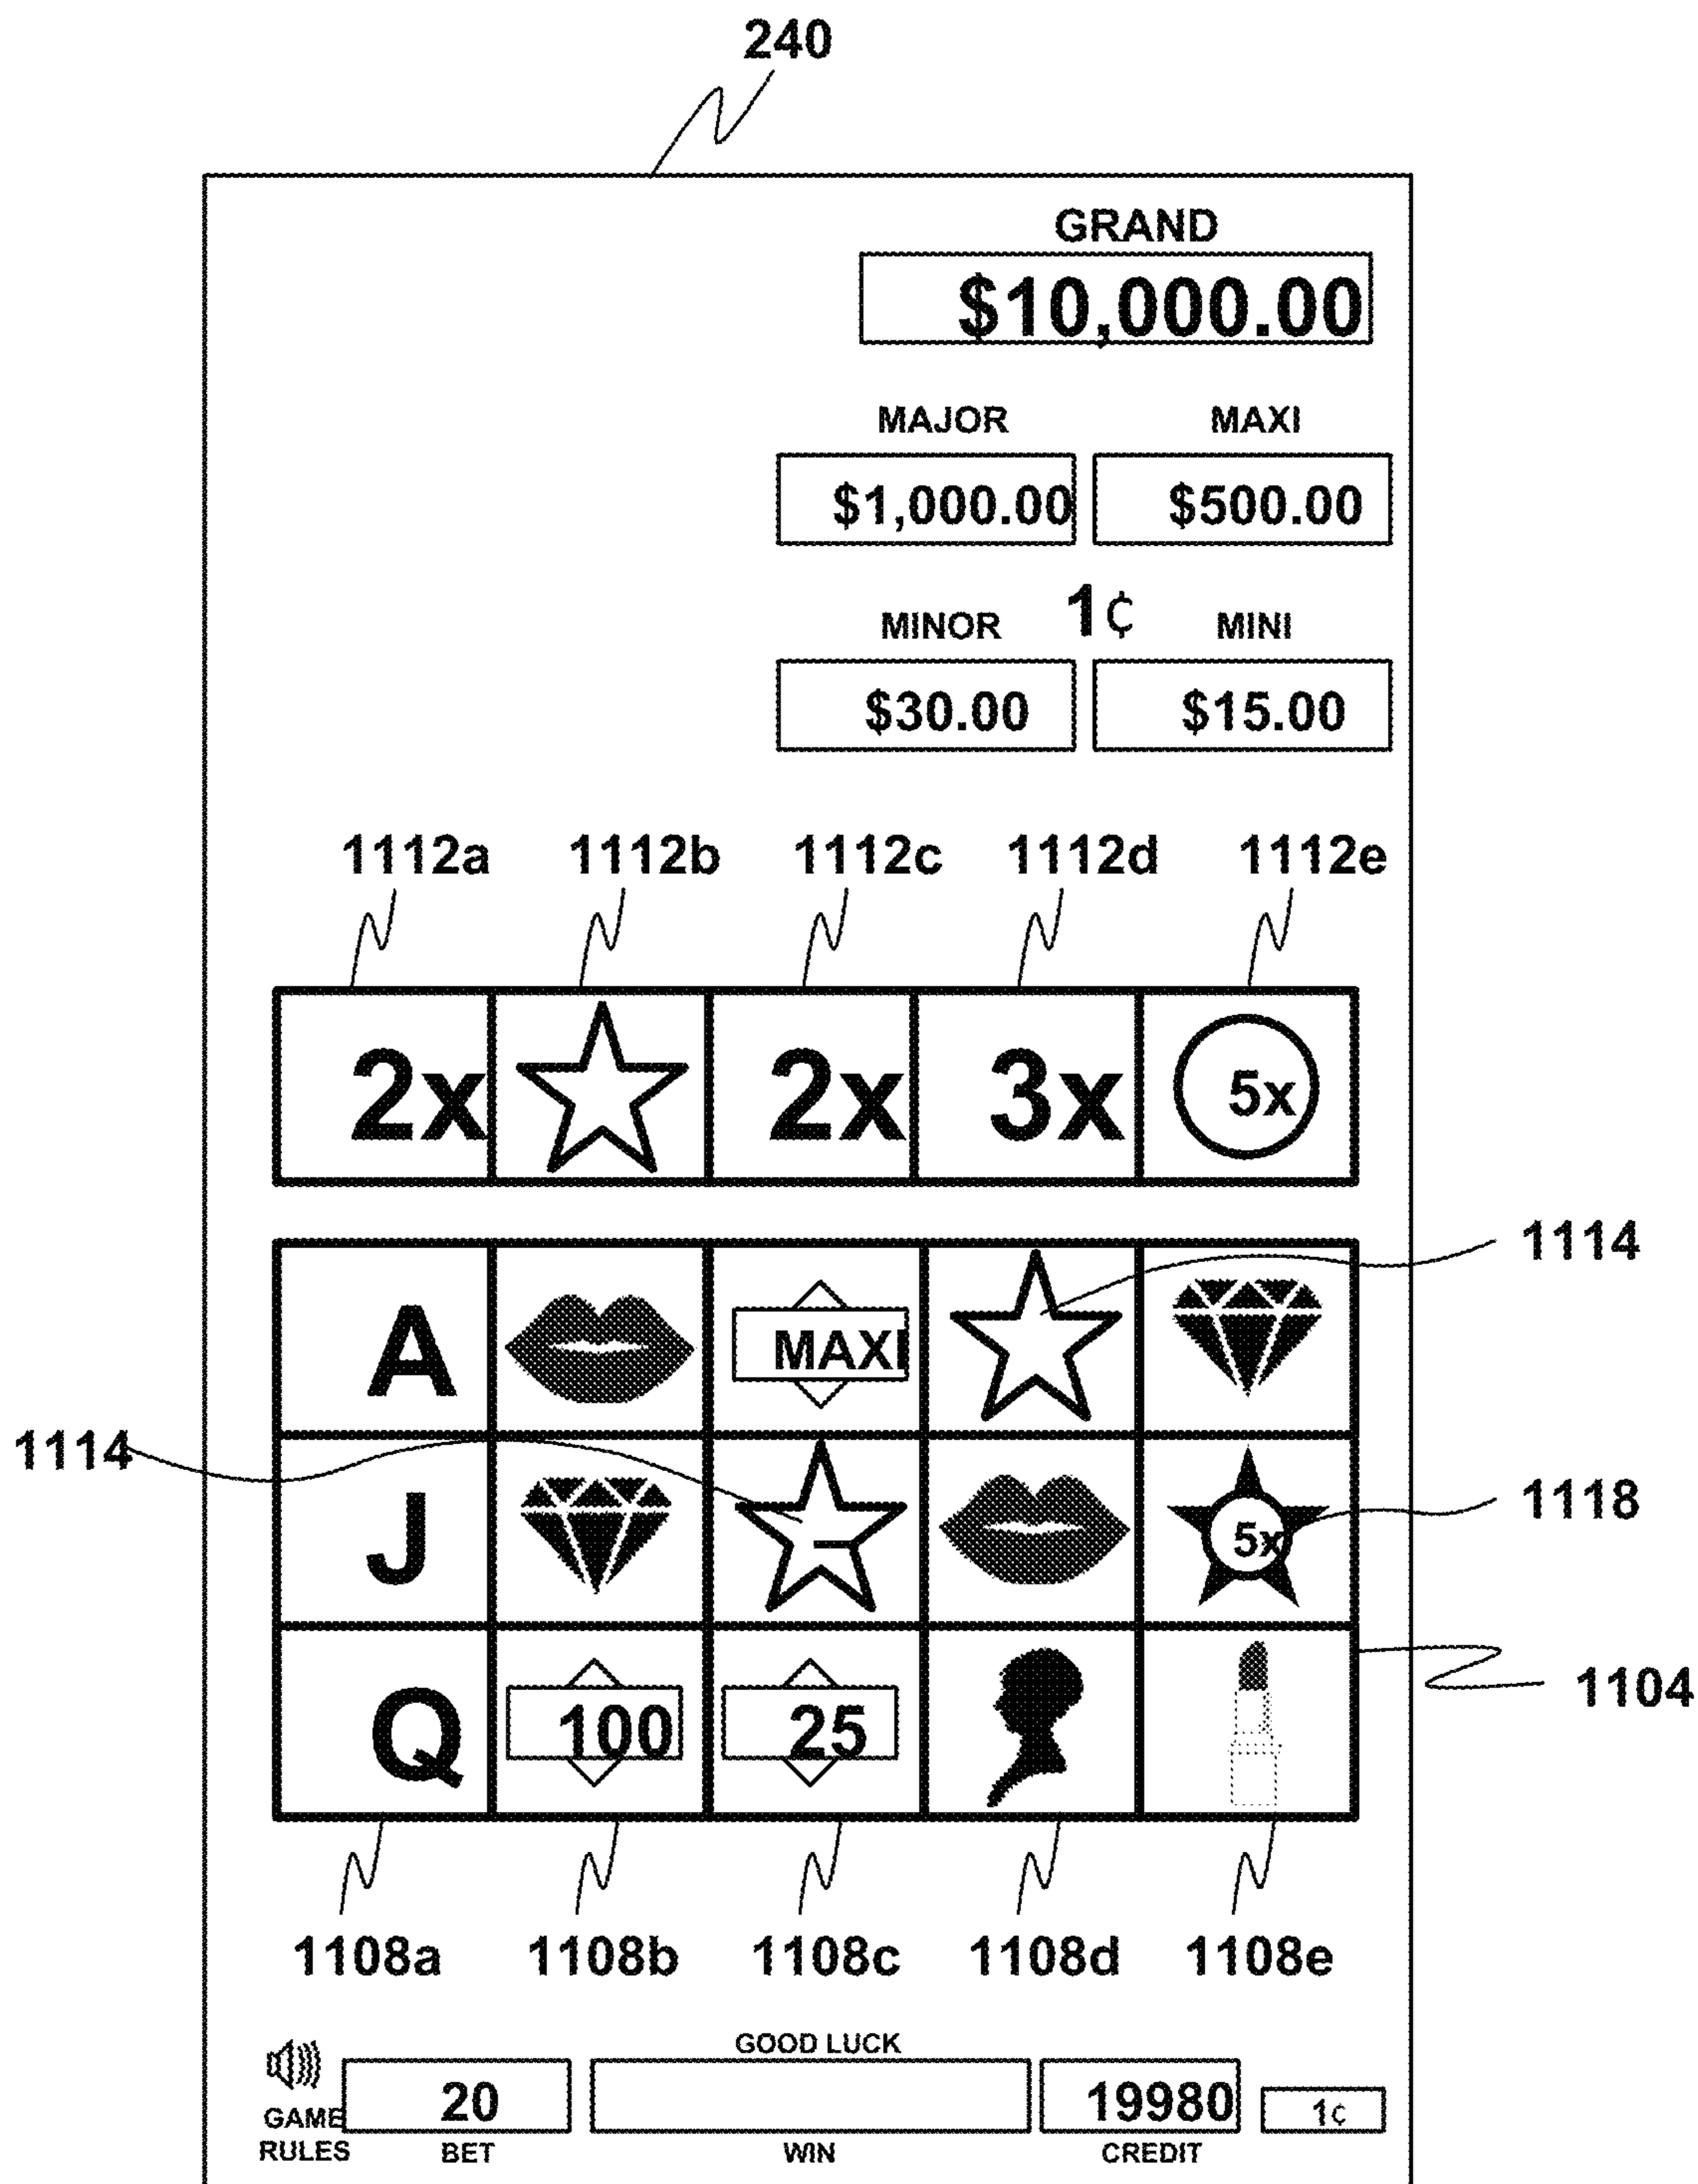 240
GRAND
$10,000.00
MAJOR MAXI
$1,000.00 $500.00
1¢
MINOR MINI
$30.00 $15.00
1112a 1112b 1112c 1112d 1112e
2x 2x 3x 5x
1114
A MAXI
1114
J 5x
1118
Q 100 25
1104
1108a 1108b 1108c 1108d 1108e
GOOD LUCK
20 19980 1¢
GAME
RULES BET WIN CREDIT